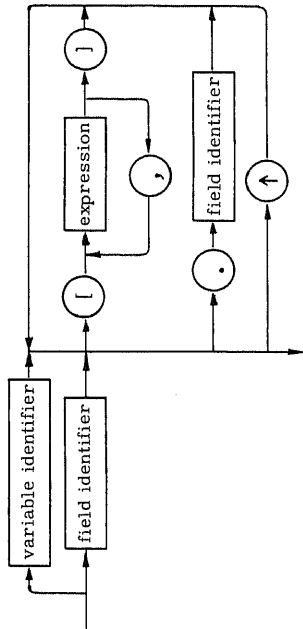 variable identifier
field identifier
[
expression
]
,
.
field identifier
↑